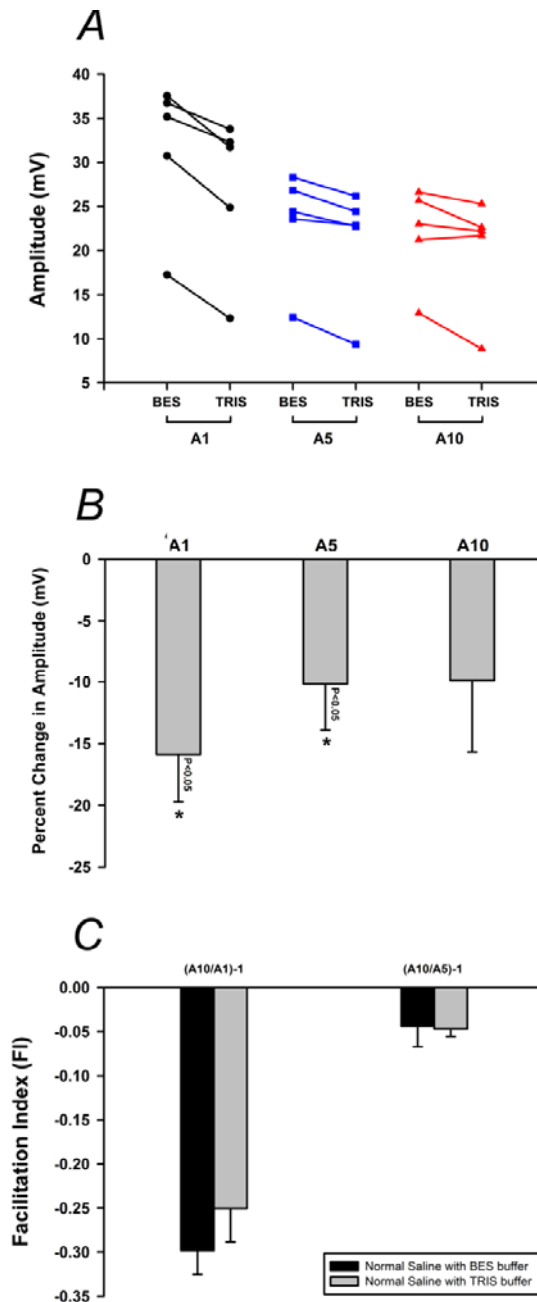 A
Amplitude (mV)
40
35
30
25
20
15
10
5
BES TRIS BES TRIS BES TRIS
A1 A5 A10
B
A1 A5 A10
Percent Change in Amplitude (mV)
0
-5
-10
-15
-20
-25
P<0.05
*
P<0.05
*
C
(A10/A1)-1 (A10/A5)-1
Facilitation Index (FI)
0.00
-0.05
-0.10
-0.15
-0.20
-0.25
-0.30
-0.35
Normal Saline with BES buffer
Normal Saline with TRIS buffer